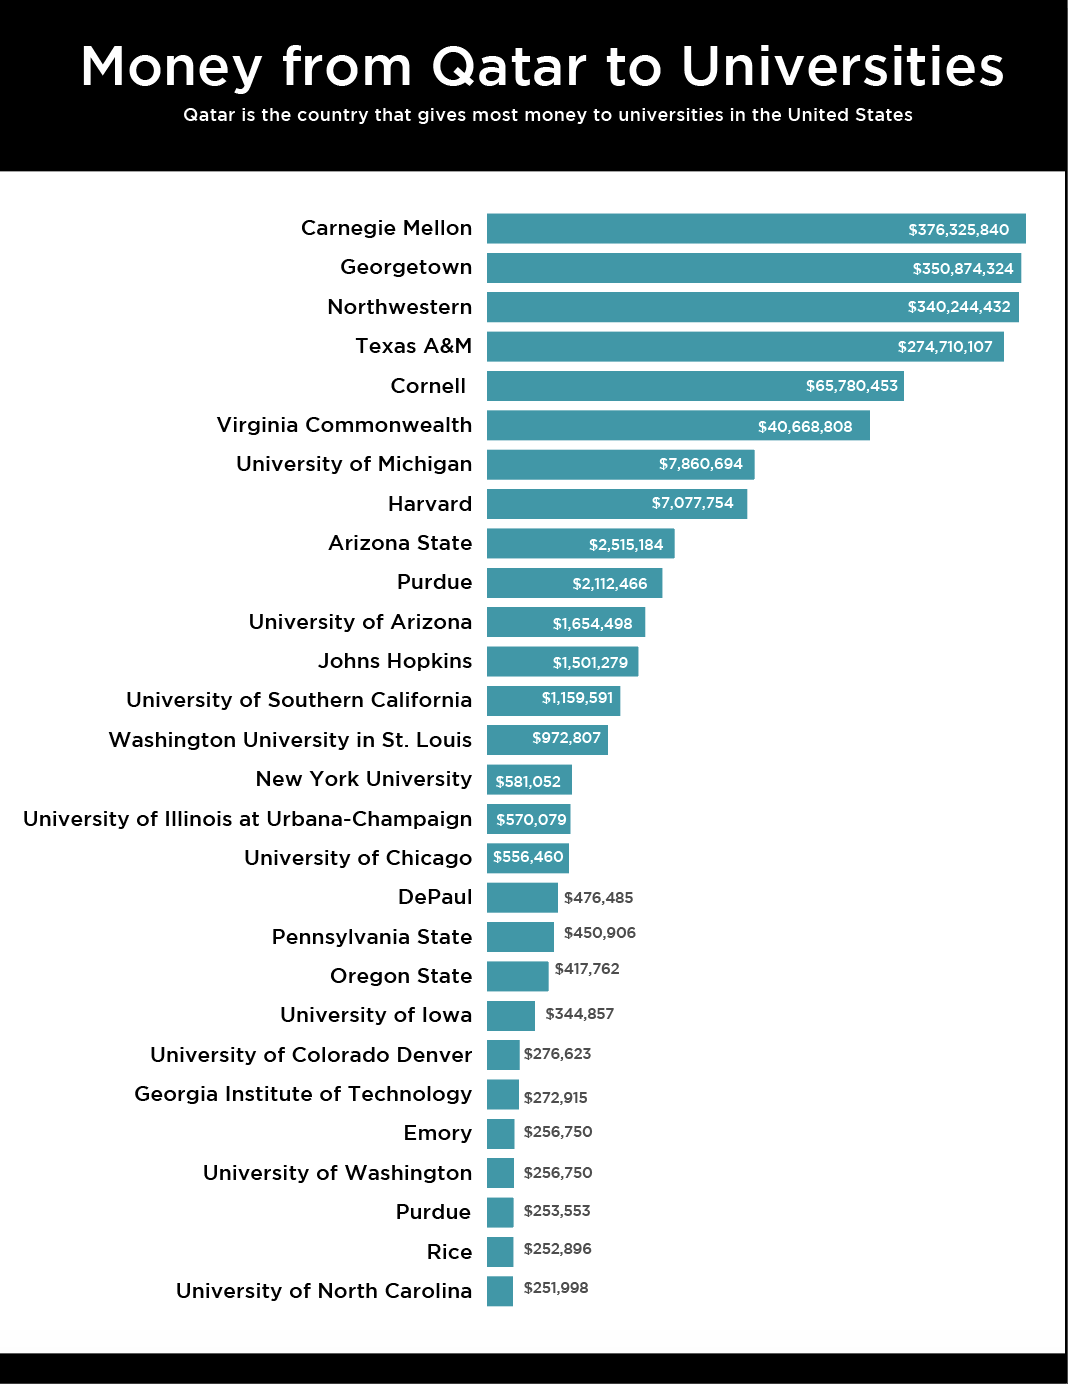 Money from Qatar to Universities
Qatar is the country that gives most money to universities in the United States
Carnegie Mellon $376,325,840
Georgetown $350,874,324
Northwestern $340,244,432
Texas A&M $274,710,107
Cornell $65,780,453
Virginia Commonwealth $40,668,808
University of Michigan $7,860,694
Harvard $7,077,754
Arizona State $2,515,184
Purdue $2,112,466
University of Arizona $1,654,498
Johns Hopkins $1,501,279
University of Southern California $1,159,591
Washington University in St. Louis $972,807
New York University $581,052
University of Illinois at Urbana-Champaign $570,079
University of Chicago $556,460
DePaul $476,485
Pennsylvania State $450,906
Oregon State $417,762
University of Iowa $344,857
University of Colorado Denver $276,623
Georgia Institute of Technology $272,915
Emory $256,750
University of Washington $256,750
Purdue $253,553
Rice $252,896
University of North Carolina $251,998